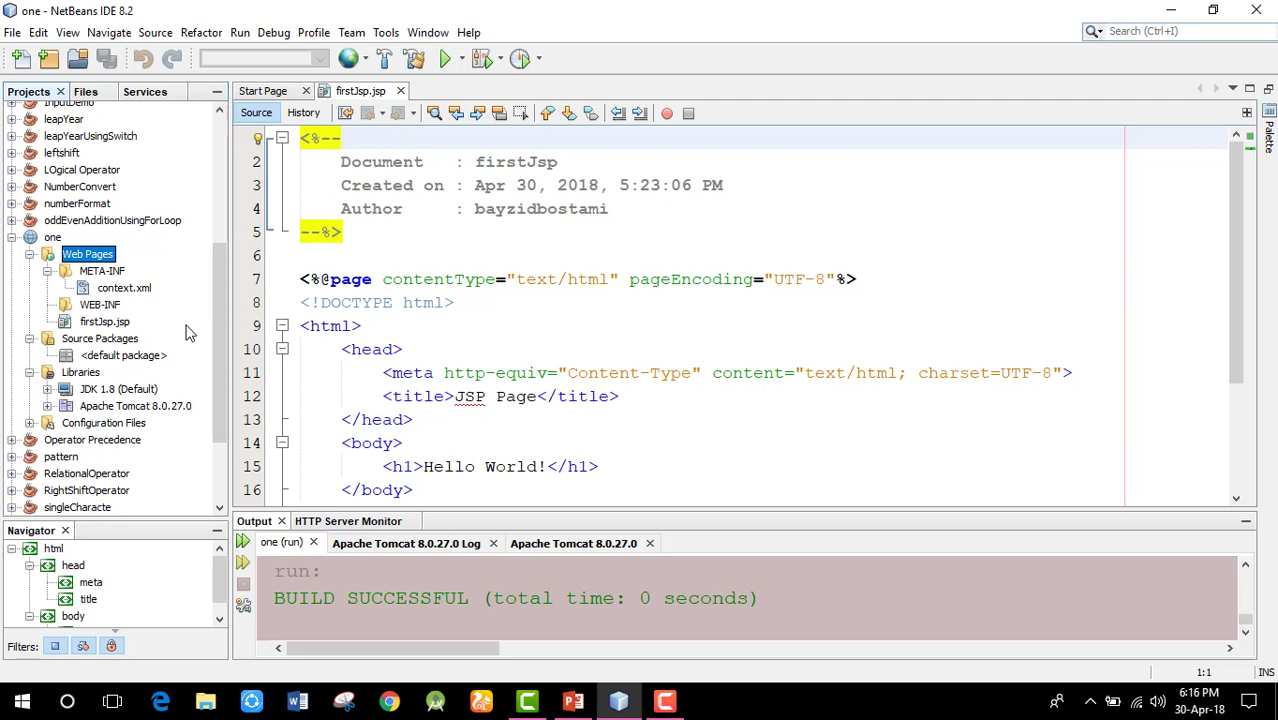 one - NetBeans IDE 8.2
File Edit View Navigate Source Refactor Run Debug Profile Team Tools Window Help
Search (Ctrl+I)
Projects Files Services
Start Page firstJsp.jsp
Source History
Palette
InputDemo
leapYear
leapYearUsingSwitch
leftshift
LOgical Operator
NumberConvert
numberFormat
oddEvenAdditionUsingForLoop
one
Web Pages
META-INF
context.xml
WEB-INF
firstJsp.jsp
Source Packages
<default package>
Libraries
JDK 1.8 (Default)
Apache Tomcat 8.0.27.0
Configuration Files
Operator Precedence
pattern
RelationalOperator
RightShiftOperator
singleCharacte
<%--
2 Document : firstJsp
3 Created on : Apr 30, 2018, 5:23:06 PM
4 Author : bayzidbostami
5 --%>
6
7 <%@page contentType="text/html" pageEncoding="UTF-8"%>
8 <!DOCTYPE html>
9 <html>
10 <head>
11 <meta http-equiv="Content-Type" content="text/html; charset=UTF-8">
12 <title>JSP Page</title>
13 </head>
14 <body>
15 <h1>Hello World!</h1>
16 </body>
Navigator
html
head
meta
title
body
Filters:
Output HTTP Server Monitor
one (run) Apache Tomcat 8.0.27.0 Log Apache Tomcat 8.0.27.0
run:
BUILD SUCCESSFUL (total time: 0 seconds)
1:1 INS
6:16 PM
30-Apr-18